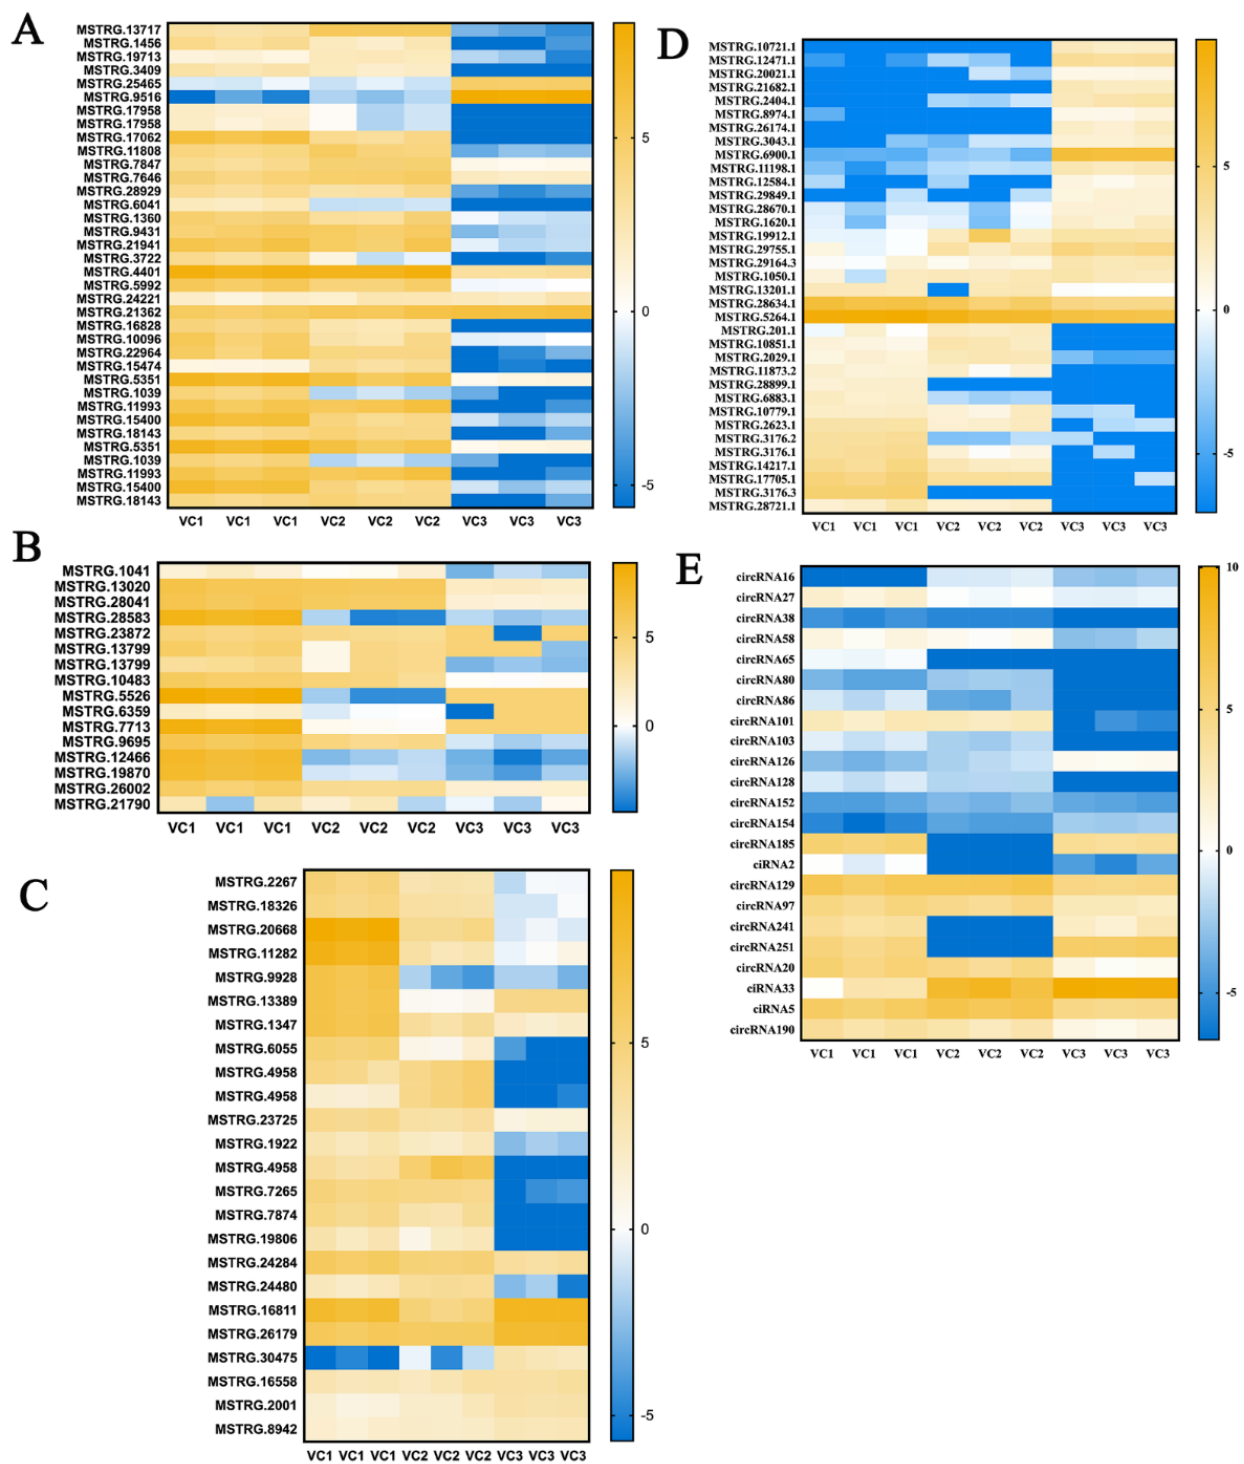 A
MSTRG.13717
MSTRG.1456
MSTRG.19713
MSTRG.3409
MSTRG.25465
MSTRG.9516
MSTRG.17958
MSTRG.17958
MSTRG.17062
MSTRG.11808
MSTRG.7847
MSTRG.7646
MSTRG.28929
MSTRG.6041
MSTRG.1360
MSTRG.9431
MSTRG.21941
MSTRG.3722
MSTRG.4401
MSTRG.5992
MSTRG.24221
MSTRG.21362
MSTRG.16828
MSTRG.10096
MSTRG.22964
MSTRG.15474
MSTRG.5351
MSTRG.1039
MSTRG.11993
MSTRG.15400
MSTRG.18143
MSTRG.5351
MSTRG.1039
MSTRG.11993
MSTRG.15400
MSTRG.18143
VC1 VC1 VC1 VC2 VC2 VC2 VC3 VC3 VC3
5
0
-5
B
MSTRG.1041
MSTRG.13020
MSTRG.28041
MSTRG.28583
MSTRG.23872
MSTRG.13799
MSTRG.13799
MSTRG.10483
MSTRG.5526
MSTRG.6359
MSTRG.7713
MSTRG.9695
MSTRG.12466
MSTRG.19870
MSTRG.26002
MSTRG.21790
VC1 VC1 VC1 VC2 VC2 VC2 VC3 VC3 VC3
5
0
C
MSTRG.2267
MSTRG.18326
MSTRG.20668
MSTRG.11282
MSTRG.9928
MSTRG.13389
MSTRG.1347
MSTRG.6055
MSTRG.4958
MSTRG.4958
MSTRG.23725
MSTRG.1922
MSTRG.4958
MSTRG.7265
MSTRG.7874
MSTRG.19806
MSTRG.24284
MSTRG.24480
MSTRG.16811
MSTRG.26179
MSTRG.30475
MSTRG.16558
MSTRG.2001
MSTRG.8942
VC1 VC1 VC1 VC2 VC2 VC2 VC3 VC3 VC3
5
0
-5
D
MSTRG.10721.1
MSTRG.12471.1
MSTRG.20021.1
MSTRG.21682.1
MSTRG.2404.1
MSTRG.8974.1
MSTRG.26174.1
MSTRG.3043.1
MSTRG.6900.1
MSTRG.11198.1
MSTRG.12584.1
MSTRG.29849.1
MSTRG.28670.1
MSTRG.1620.1
MSTRG.19912.1
MSTRG.29755.1
MSTRG.29164.3
MSTRG.1050.1
MSTRG.13201.1
MSTRG.28634.1
MSTRG.5264.1
MSTRG.201.1
MSTRG.10851.1
MSTRG.2029.1
MSTRG.11873.2
MSTRG.28899.1
MSTRG.6883.1
MSTRG.10779.1
MSTRG.2623.1
MSTRG.3176.2
MSTRG.3176.1
MSTRG.14217.1
MSTRG.17705.1
MSTRG.3176.3
MSTRG.28721.1
VC1 VC1 VC1 VC2 VC2 VC2 VC3 VC3 VC3
5
0
-5
E
circRNA16
circRNA27
circRNA38
circRNA58
circRNA65
circRNA80
circRNA86
circRNA101
circRNA103
circRNA126
circRNA128
circRNA152
circRNA154
circRNA185
ciRNA2
circRNA129
circRNA97
circRNA241
circRNA251
circRNA20
ciRNA33
ciRNA5
circRNA190
VC1 VC1 VC1 VC2 VC2 VC2 VC3 VC3 VC3
10
5
0
-5